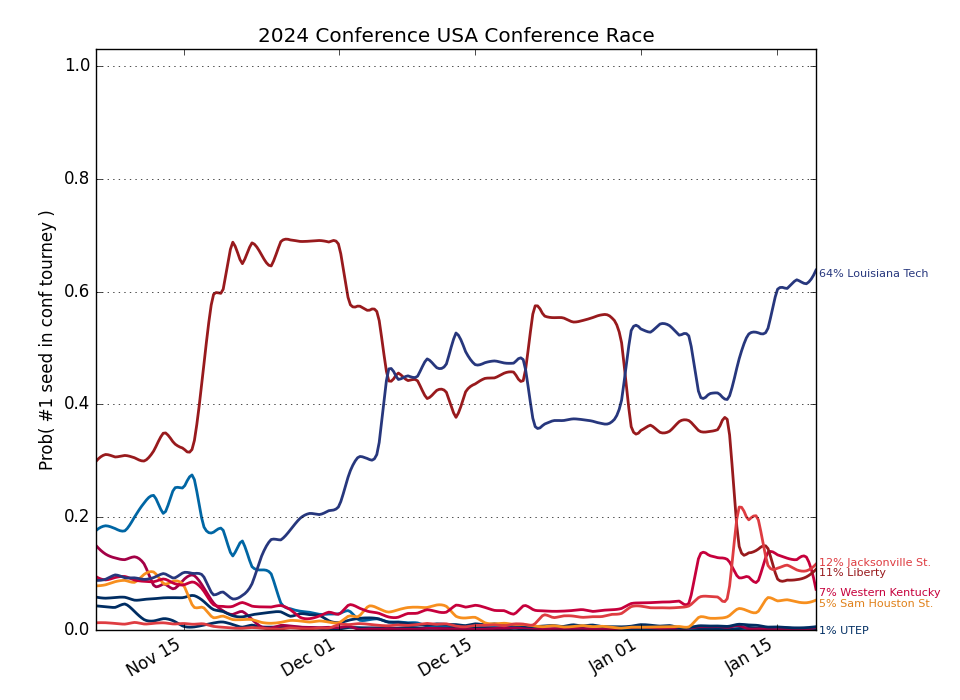 2024 Conference USA Conference Race
Prob( #1 seed in conf tourney )
1.0
0.8
0.6
0.4
0.2
0.0
Nov 15
Dec 01
Dec 15
Jan 01
Jan 15
64% Louisiana Tech
12% Jacksonville St.
11% Liberty
7% Western Kentucky
5% Sam Houston St.
1% UTEP